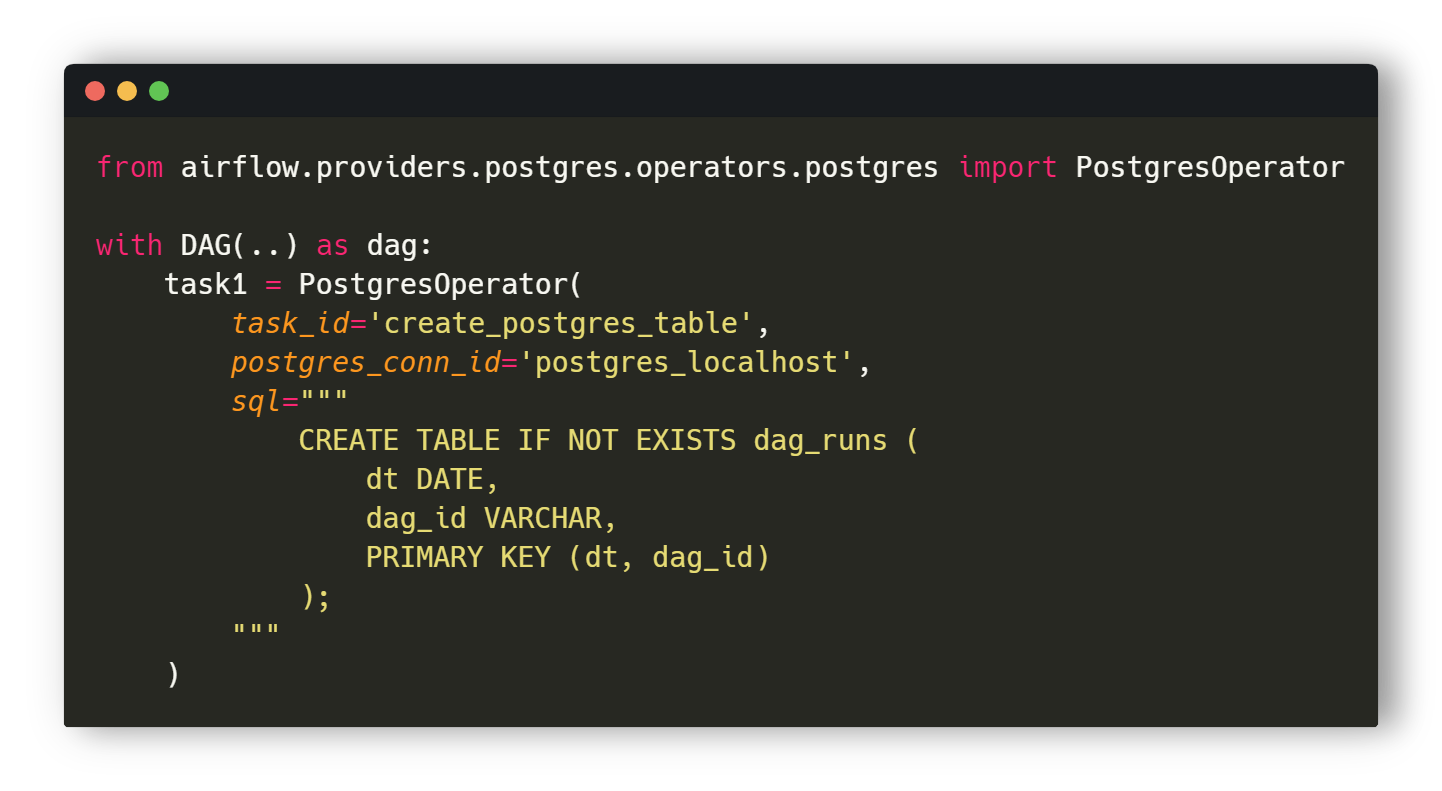 from airflow.providers.postgres.operators.postgres import PostgresOperator

with DAG(..) as dag:
    task1 = PostgresOperator(
        task_id='create_postgres_table',
        postgres_conn_id='postgres_localhost',
        sql="""
            CREATE TABLE IF NOT EXISTS dag_runs (
                dt DATE,
                dag_id VARCHAR,
                PRIMARY KEY (dt, dag_id)
            );
        """
    )